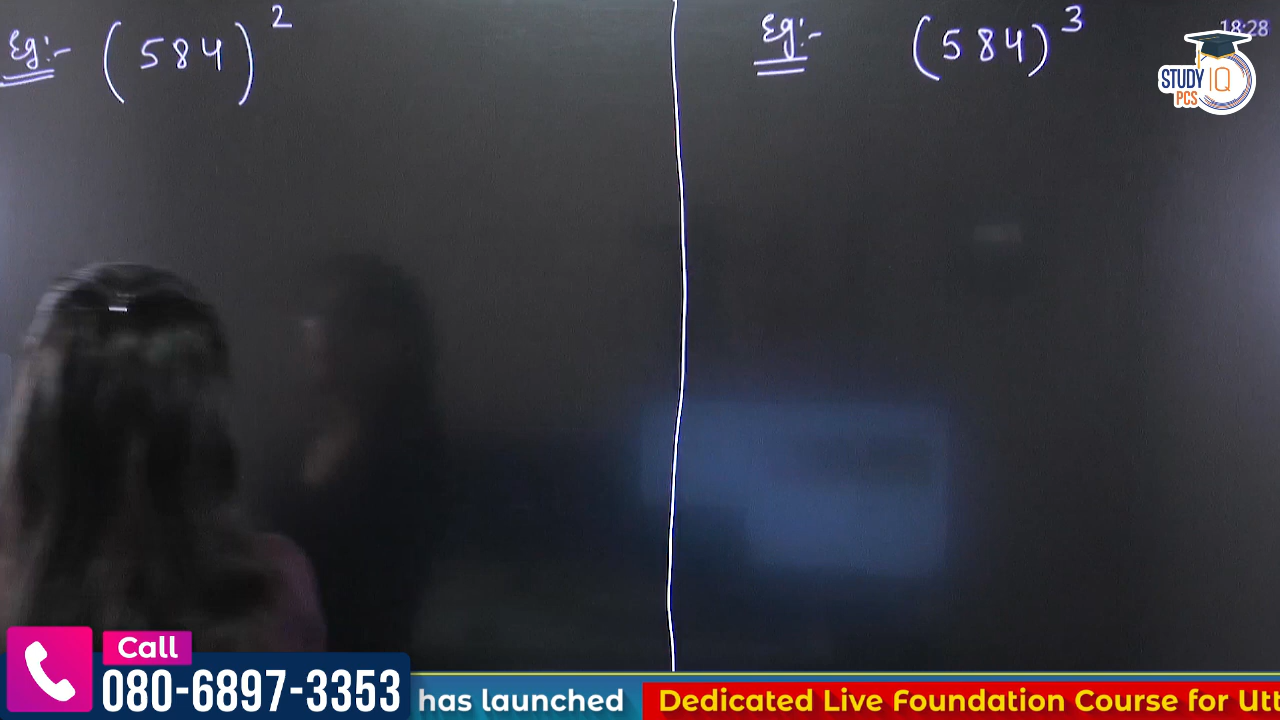 Eg:- (584)²
Eg:- (584)³
18:28
STUDY IQ
PCS
Call
080-6897-3353
has launched
Dedicated Live Foundation Course for Utt